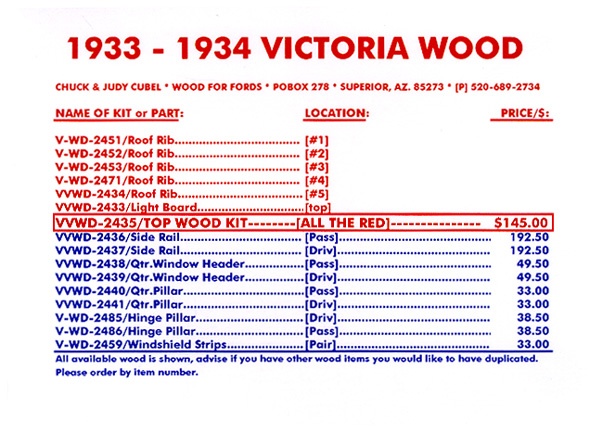 1933 - 1934 VICTORIA WOOD
CHUCK & JUDY CUBEL * WOOD FOR FORDS * POBOX 278 * SUPERIOR, AZ. 85273 * [P] 520-689-2734
NAME OF KIT or PART: LOCATION: PRICE/$:
V-WD-2451/Roof Rib.................................... [#1]
V-WD-2452/Roof Rib.................................... [#2]
V-WD-2453/Roof Rib.................................... [#3]
V-WD-2471/Roof Rib.................................... [#4]
VVWD-2434/Roof Rib.................................... [#5]
VVWD-2433/Light Board..............................[top]
VVWD-2435/TOP WOOD KIT--------[ALL THE RED]-------------- $145.00
VVWD-2436/Side Rail...................................[Pass]............................................ 192.50
VVWD-2437/Side Rail...................................[Driv]............................................ 192.50
VVWD-2438/Qtr.Window Header.................[Pass]............................................ 49.50
VVWD-2439/Qtr.Window Header.................[Driv]............................................ 49.50
VVWD-2440/Qtr.Pillar..................................[Pass]............................................ 33.00
VVWD-2441/Qtr.Pillar..................................[Driv]............................................ 33.00
V-WD-2485/Hinge Pillar...............................[Driv]............................................ 38.50
V-WD-2486/Hinge Pillar...............................[Pass]............................................ 38.50
V-WD-2459/Windshield Strips......................[Pair]............................................ 33.00
All available wood is shown, advise if you have other wood items you would like to have duplicated.
Please order by item number.